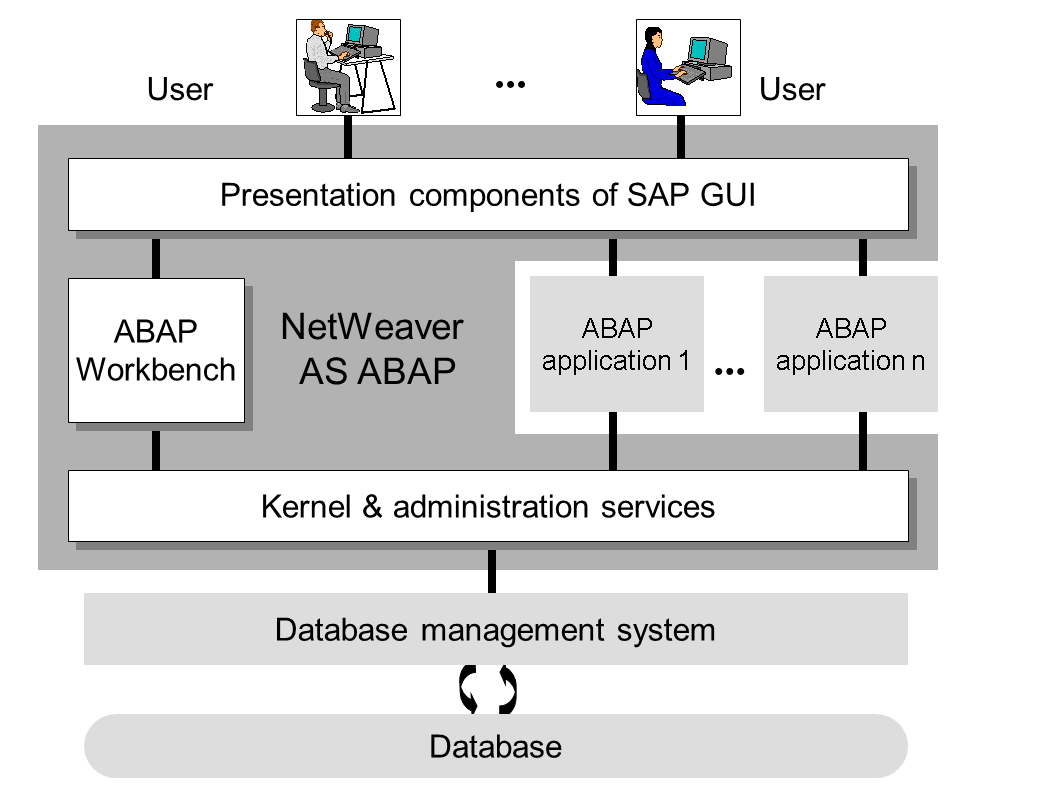 User
...
User
Presentation components of SAP GUI
ABAP
Workbench
NetWeaver
AS ABAP
ABAP
application 1
...
ABAP
application n
Kernel & administration services
Database management system
Database